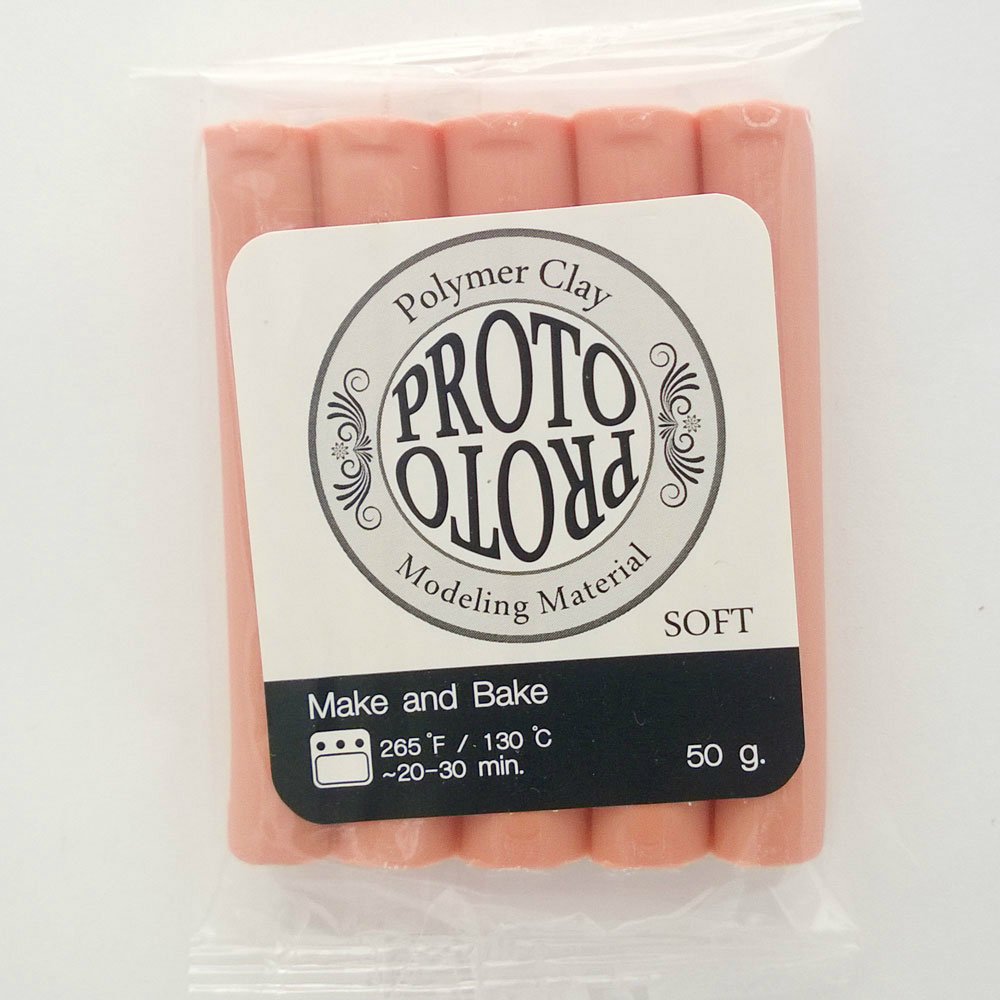 Polymer Clay
PROTO
PROTO
Modeling Material
SOFT
Make and Bake
265 °F / 130 °C
~20-30 min.
50 g.